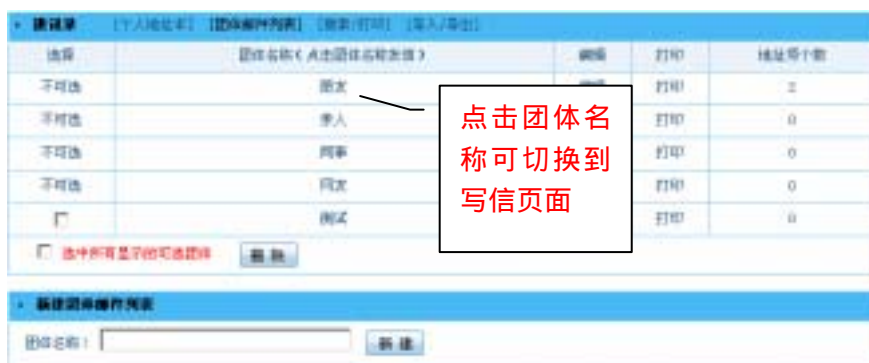 通讯录 [个人地址本] [团体邮件列表] [搜索/打印] [导入/导出]
选择 团体名称(点击团体名称发信) 编辑 打印 地址项个数
不可选 朋友 编辑 打印 2
不可选 亲人 打印 0
不可选 同事 打印 0
不可选 网友 打印 0
测试 打印 0
点击团体名
称可切换到
写信页面
选中所有显示的可选团体 删 除
新建团体邮件列表
团体名称: 新 建